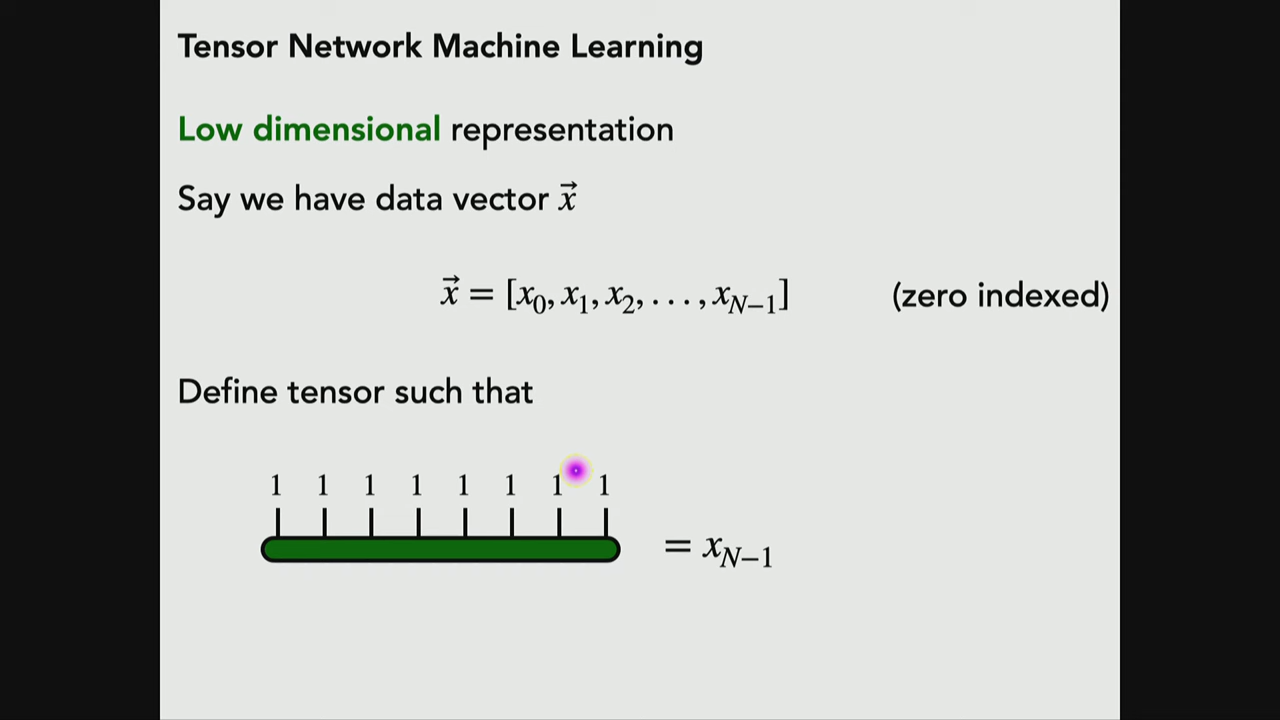 Tensor Network Machine Learning
Low dimensional representation
Say we have data vector x⃗
x⃗ = [x₀, x₁, x₂, . . . , x_{N−1}] (zero indexed)
Define tensor such that
1 1 1 1 1 1 1 1
= x_{N−1}